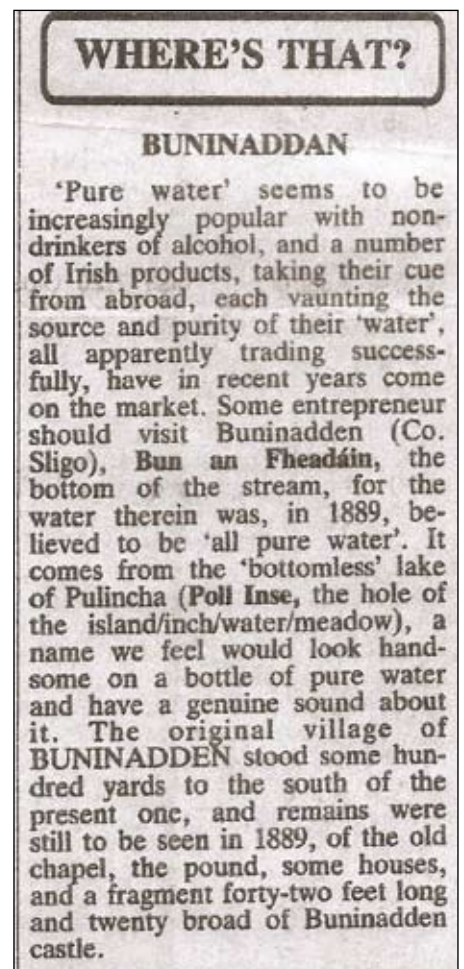 WHERE'S THAT?
BUNINADDAN
'Pure water' seems to be
increasingly popular with non-
drinkers of alcohol, and a number
of Irish products, taking their cue
from abroad, each vaunting the
source and purity of their 'water',
all apparently trading success-
fully, have in recent years come
on the market. Some entrepreneur
should visit Buninadden (Co.
Sligo), Bun an Fheadáin, the
bottom of the stream, for the
water therein was, in 1889, be-
lieved to be 'all pure water'. It
comes from the 'bottomless' lake
of Pulincha (Poll Inse, the hole of
the island/inch/water/meadow), a
name we feel would look hand-
some on a bottle of pure water
and have a genuine sound about
it. The original village of
BUNINADDEN stood some hun-
dred yards to the south of the
present one, and remains were
still to be seen in 1889, of the old
chapel, the pound, some houses,
and a fragment forty-two feet long
and twenty broad of Buninadden
castle.